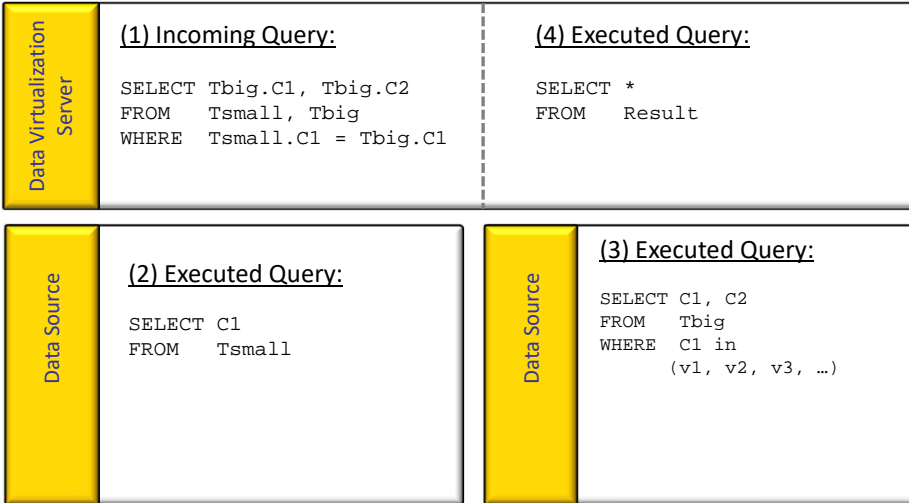 Data Virtualization
Server
(1) Incoming Query:
SELECT Tbig.C1, Tbig.C2
FROM   Tsmall, Tbig
WHERE  Tsmall.C1 = Tbig.C1
(4) Executed Query:
SELECT *
FROM   Result
Data Source
(2) Executed Query:
SELECT C1
FROM   Tsmall
Data Source
(3) Executed Query:
SELECT C1, C2
FROM   Tbig
WHERE  C1 in
(v1, v2, v3, …)